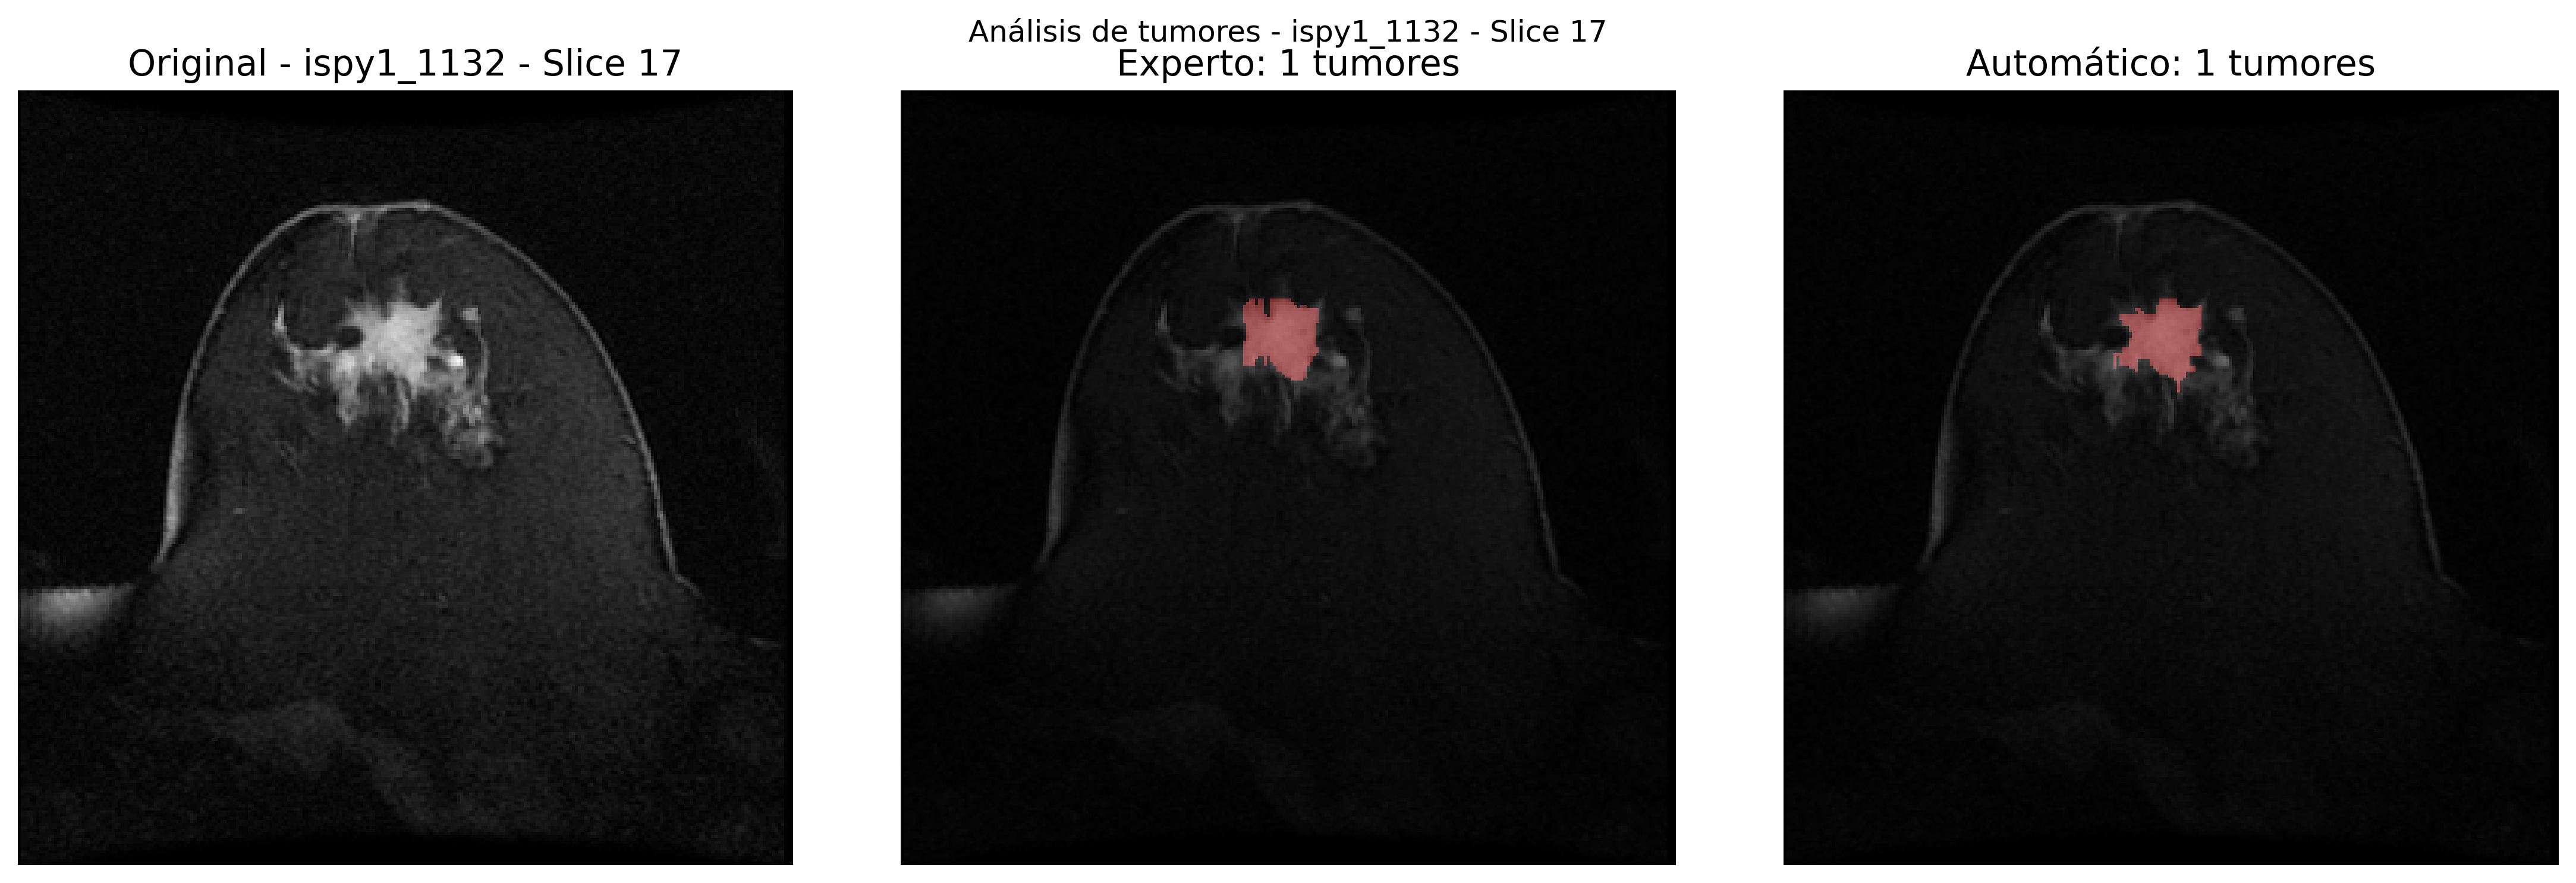 Análisis de tumores - ispy1_1132 - Slice 17
Original - ispy1_1132 - Slice 17
Experto: 1 tumores
Automático: 1 tumores